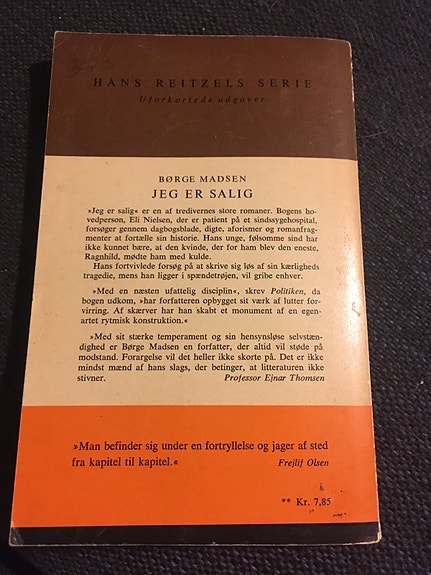 HANS REITZELS SERIE
Uforkortede udgaver
BØRGE MADSEN
JEG ER SALIG
»Jeg er salig« er en af tredivernes store romaner. Bogens ho-
vedperson, Eli Nielsen, der er patient på et sindssygehospital,
forsøger gennem dagbogsblade, digte, aforismer og romanfrag-
menter at fortælle sin historie. Hans unge, følsomme sind har
ikke kunnet bære, at den kvinde, der for ham blev den eneste,
Ragnhild, mødte ham med kulde.
Hans fortvivlede forsøg på at skrive sig løs af sin kærligheds
tragedie, mens han ligger i spændetrøjen, vil gribe enhver.
»Med en næsten ufattelig disciplin«, skrev Politiken, da
bogen udkom, »har forfatteren opbygget sit værk af lutter for-
virring. Af skærver har han skabt et monument af en egen-
artet rytmisk konstruktion.«
»Med sit stærke temperament og sin hensynsløse selvstæn-
dighed er Børge Madsen en forfatter, der altid vil støde på
modstand. Forargelse vil det heller ikke skorte på. Det er ikke
mindst mænd af hans slags, der betinger, at litteraturen ikke
stivner. Professor Ejnar Thomsen
»Man befinder sig under en fortryllelse og jager af sted
fra kapitel til kapitel.« Frejlif Olsen
** Kr. 7,85